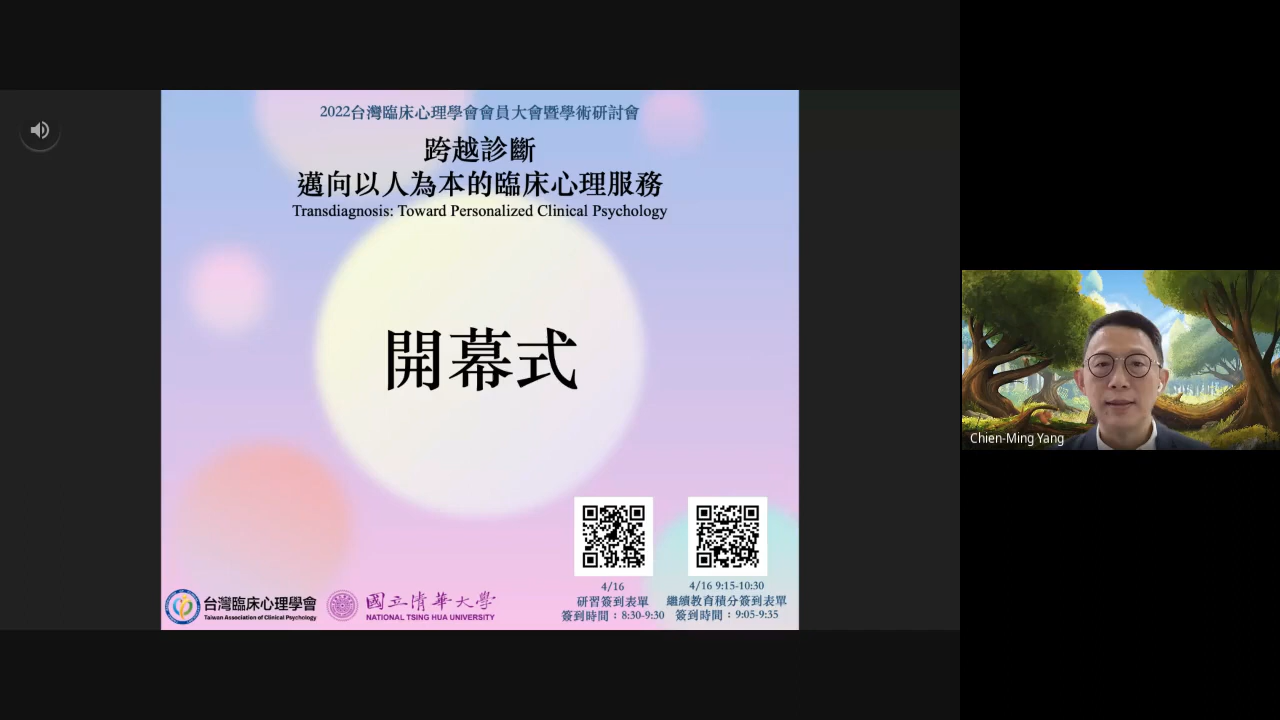 2022台灣臨床心理學會會員大會暨學術研討會
跨越診斷
邁向以人為本的臨床心理服務
Transdiagnosis: Toward Personalized Clinical Psychology
開幕式
4/16
研習簽到表單
簽到時間：8:30-9:30
4/16 9:15-10:30
繼續教育積分簽到表單
簽到時間：9:05-9:35
台灣臨床心理學會
Taiwan Association of Clinical Psychology
國立清華大學
NATIONAL TSING HUA UNIVERSITY
Chien-Ming Yang